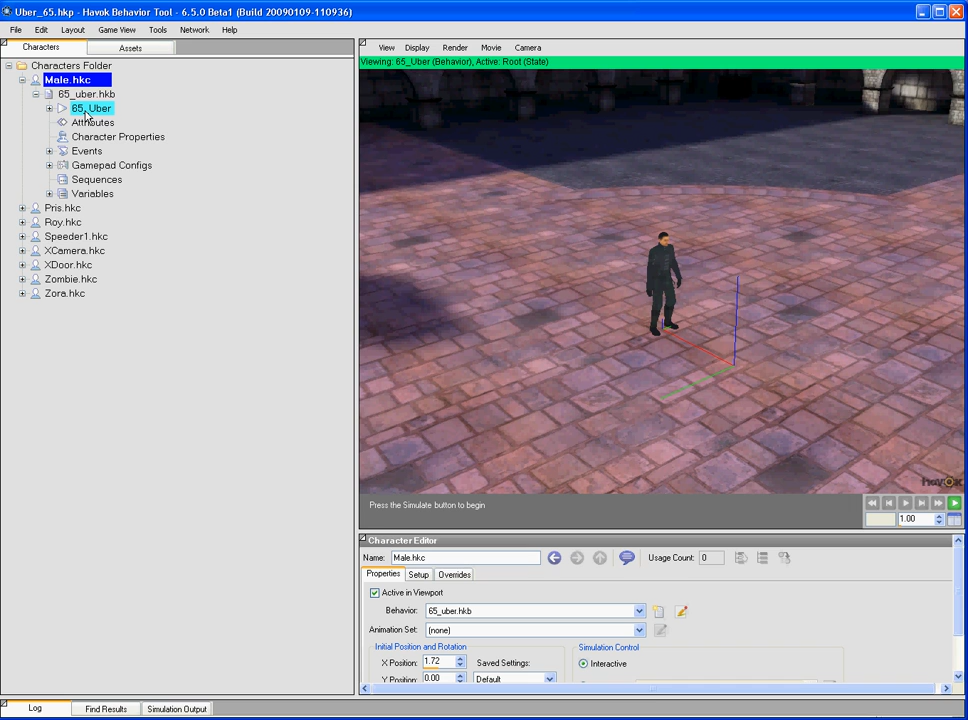 Uber_65.hkp - Havok Behavior Tool - 6.5.0 Beta1 (Build 20090109-110936)
File Edit Layout Game View Tools Network Help
Characters Assets
View Display Render Movie Camera
Viewing: 65_Uber (Behavior), Active: Root (State)
Characters Folder
Male.hkc
65_uber.hkb
65_Uber
Attributes
Character Properties
Events
Gamepad Configs
Sequences
Variables
Pris.hkc
Roy.hkc
Speeder1.hkc
XCamera.hkc
XDoor.hkc
Zombie.hkc
Zora.hkc
havok
Press the Simulate button to begin
1.00
Character Editor
Name: Male.hkc Usage Count: 0
Properties Setup Overrides
Active in Viewport
Behavior: 65_uber.hkb
Animation Set: (none)
Initial Position and Rotation Simulation Control
X Position: 1.72 Saved Settings: Interactive
Y Position: 0.00 Default
Log Find Results Simulation Output